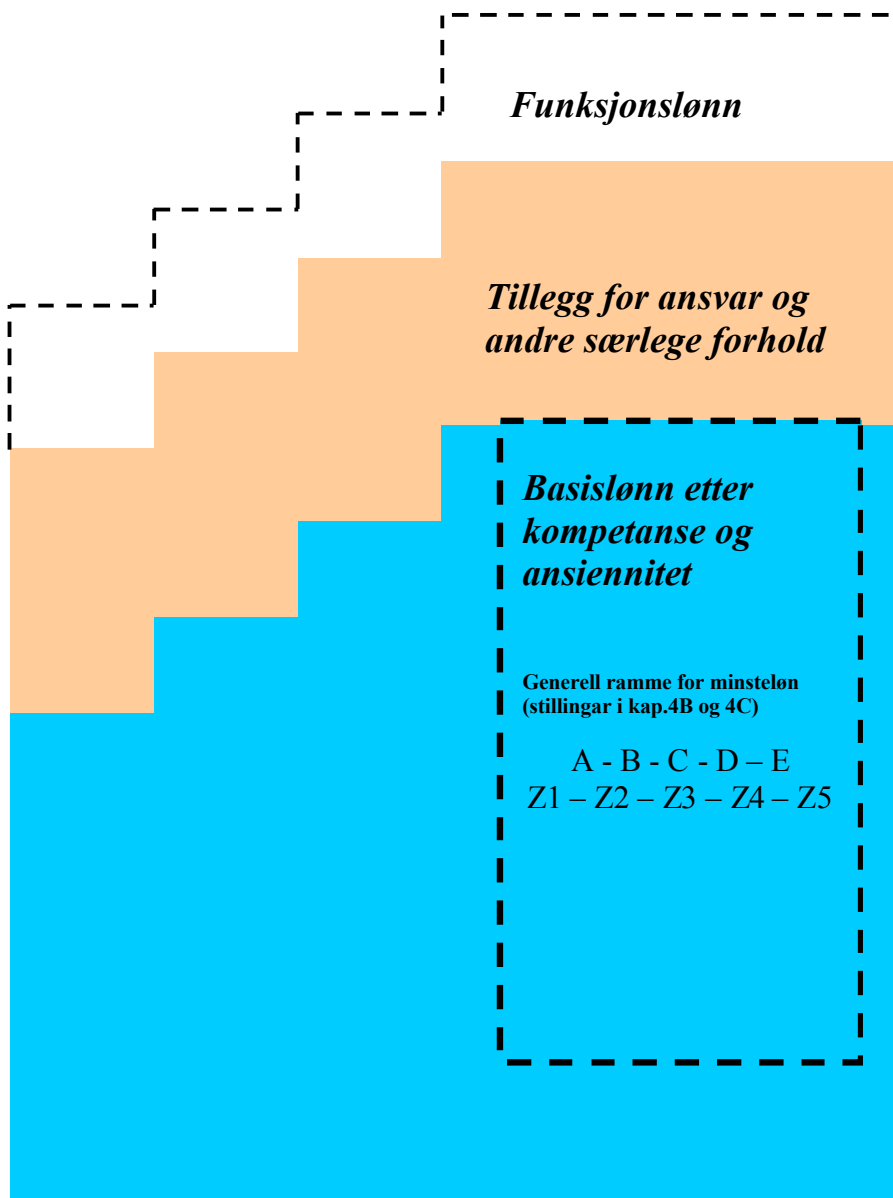 Funksjonslønn
Tillegg for ansvar og
andre særlege forhold
Basislønn etter
kompetanse og
ansiennitet
Generell ramme for minsteløn
(stillingar i kap.4B og 4C)
A - B - C - D – E
Z1 – Z2 – Z3 – Z4 – Z5